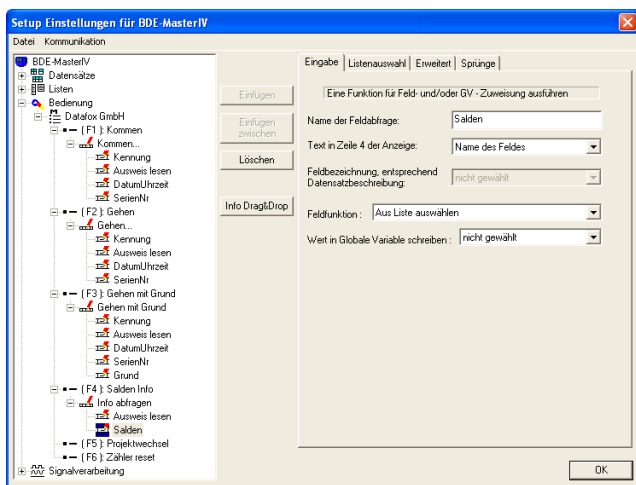 Setup Einstellungen für BDE-MasterIV
Datei Kommunikation
BDE-MasterIV
Datensätze
Listen
Bedienung
Datafox GmbH
( F1 ): Kommen
Kommen...
Kennung
Ausweis lesen
DatumUhrzeit
SerienNr
( F2 ): Gehen
Gehen...
Kennung
Ausweis lesen
DatumUhrzeit
SerienNr
( F3 ): Gehen mit Grund
Gehen mit Grund
Kennung
Ausweis lesen
DatumUhrzeit
SerienNr
Grund
( F4 ): Salden Info
Info abfragen
Ausweis lesen
Salden
( F5 ): Projektwechsel
( F6 ): Zähler reset
Signalverarbeitung
Einfügen
Einfügen
zwischen
Löschen
Info Drag&Drop
Eingabe Listenauswahl Erweitert Sprünge
Eine Funktion für Feld- und/oder GV - Zuweisung ausführen
Name der Feldabfrage: Salden
Text in Zeile 4 der Anzeige: Name des Feldes
Feldbezeichnung, entsprechend
Datensatzbeschreibung: nicht gewählt
Feldfunktion : Aus Liste auswählen
Wert in Globale Variable schreiben : nicht gewählt
OK